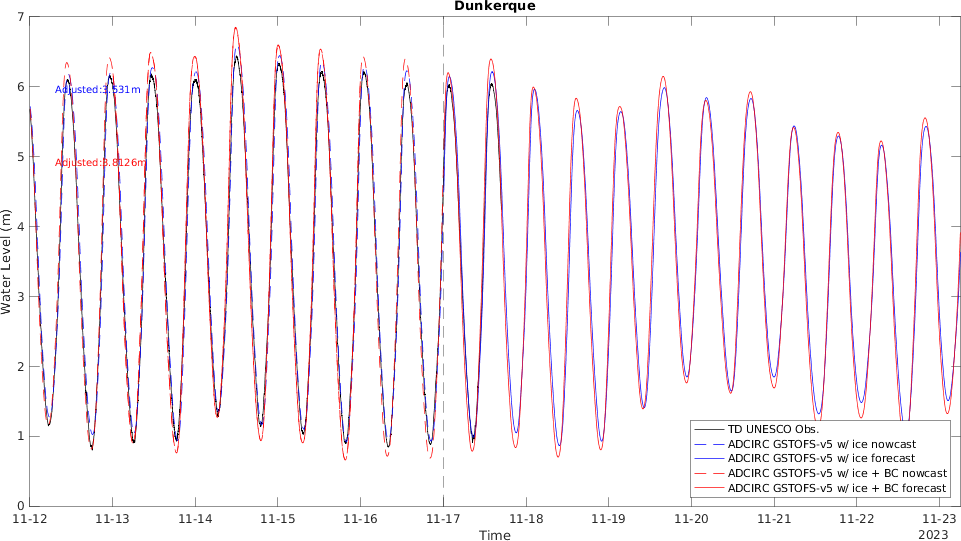 Dunkerque
7
6
5
4
3
2
1
0
Water Level (m)
Adjusted:3.531m
Adjusted:3.8126m
TD UNESCO Obs.
ADCIRC GSTOFS-v5 w/ ice nowcast
ADCIRC GSTOFS-v5 w/ ice forecast
ADCIRC GSTOFS-v5 w/ ice + BC nowcast
ADCIRC GSTOFS-v5 w/ ice + BC forecast
11-12 11-13 11-14 11-15 11-16 11-17 11-18 11-19 11-20 11-21 11-22 11-23
Time
2023